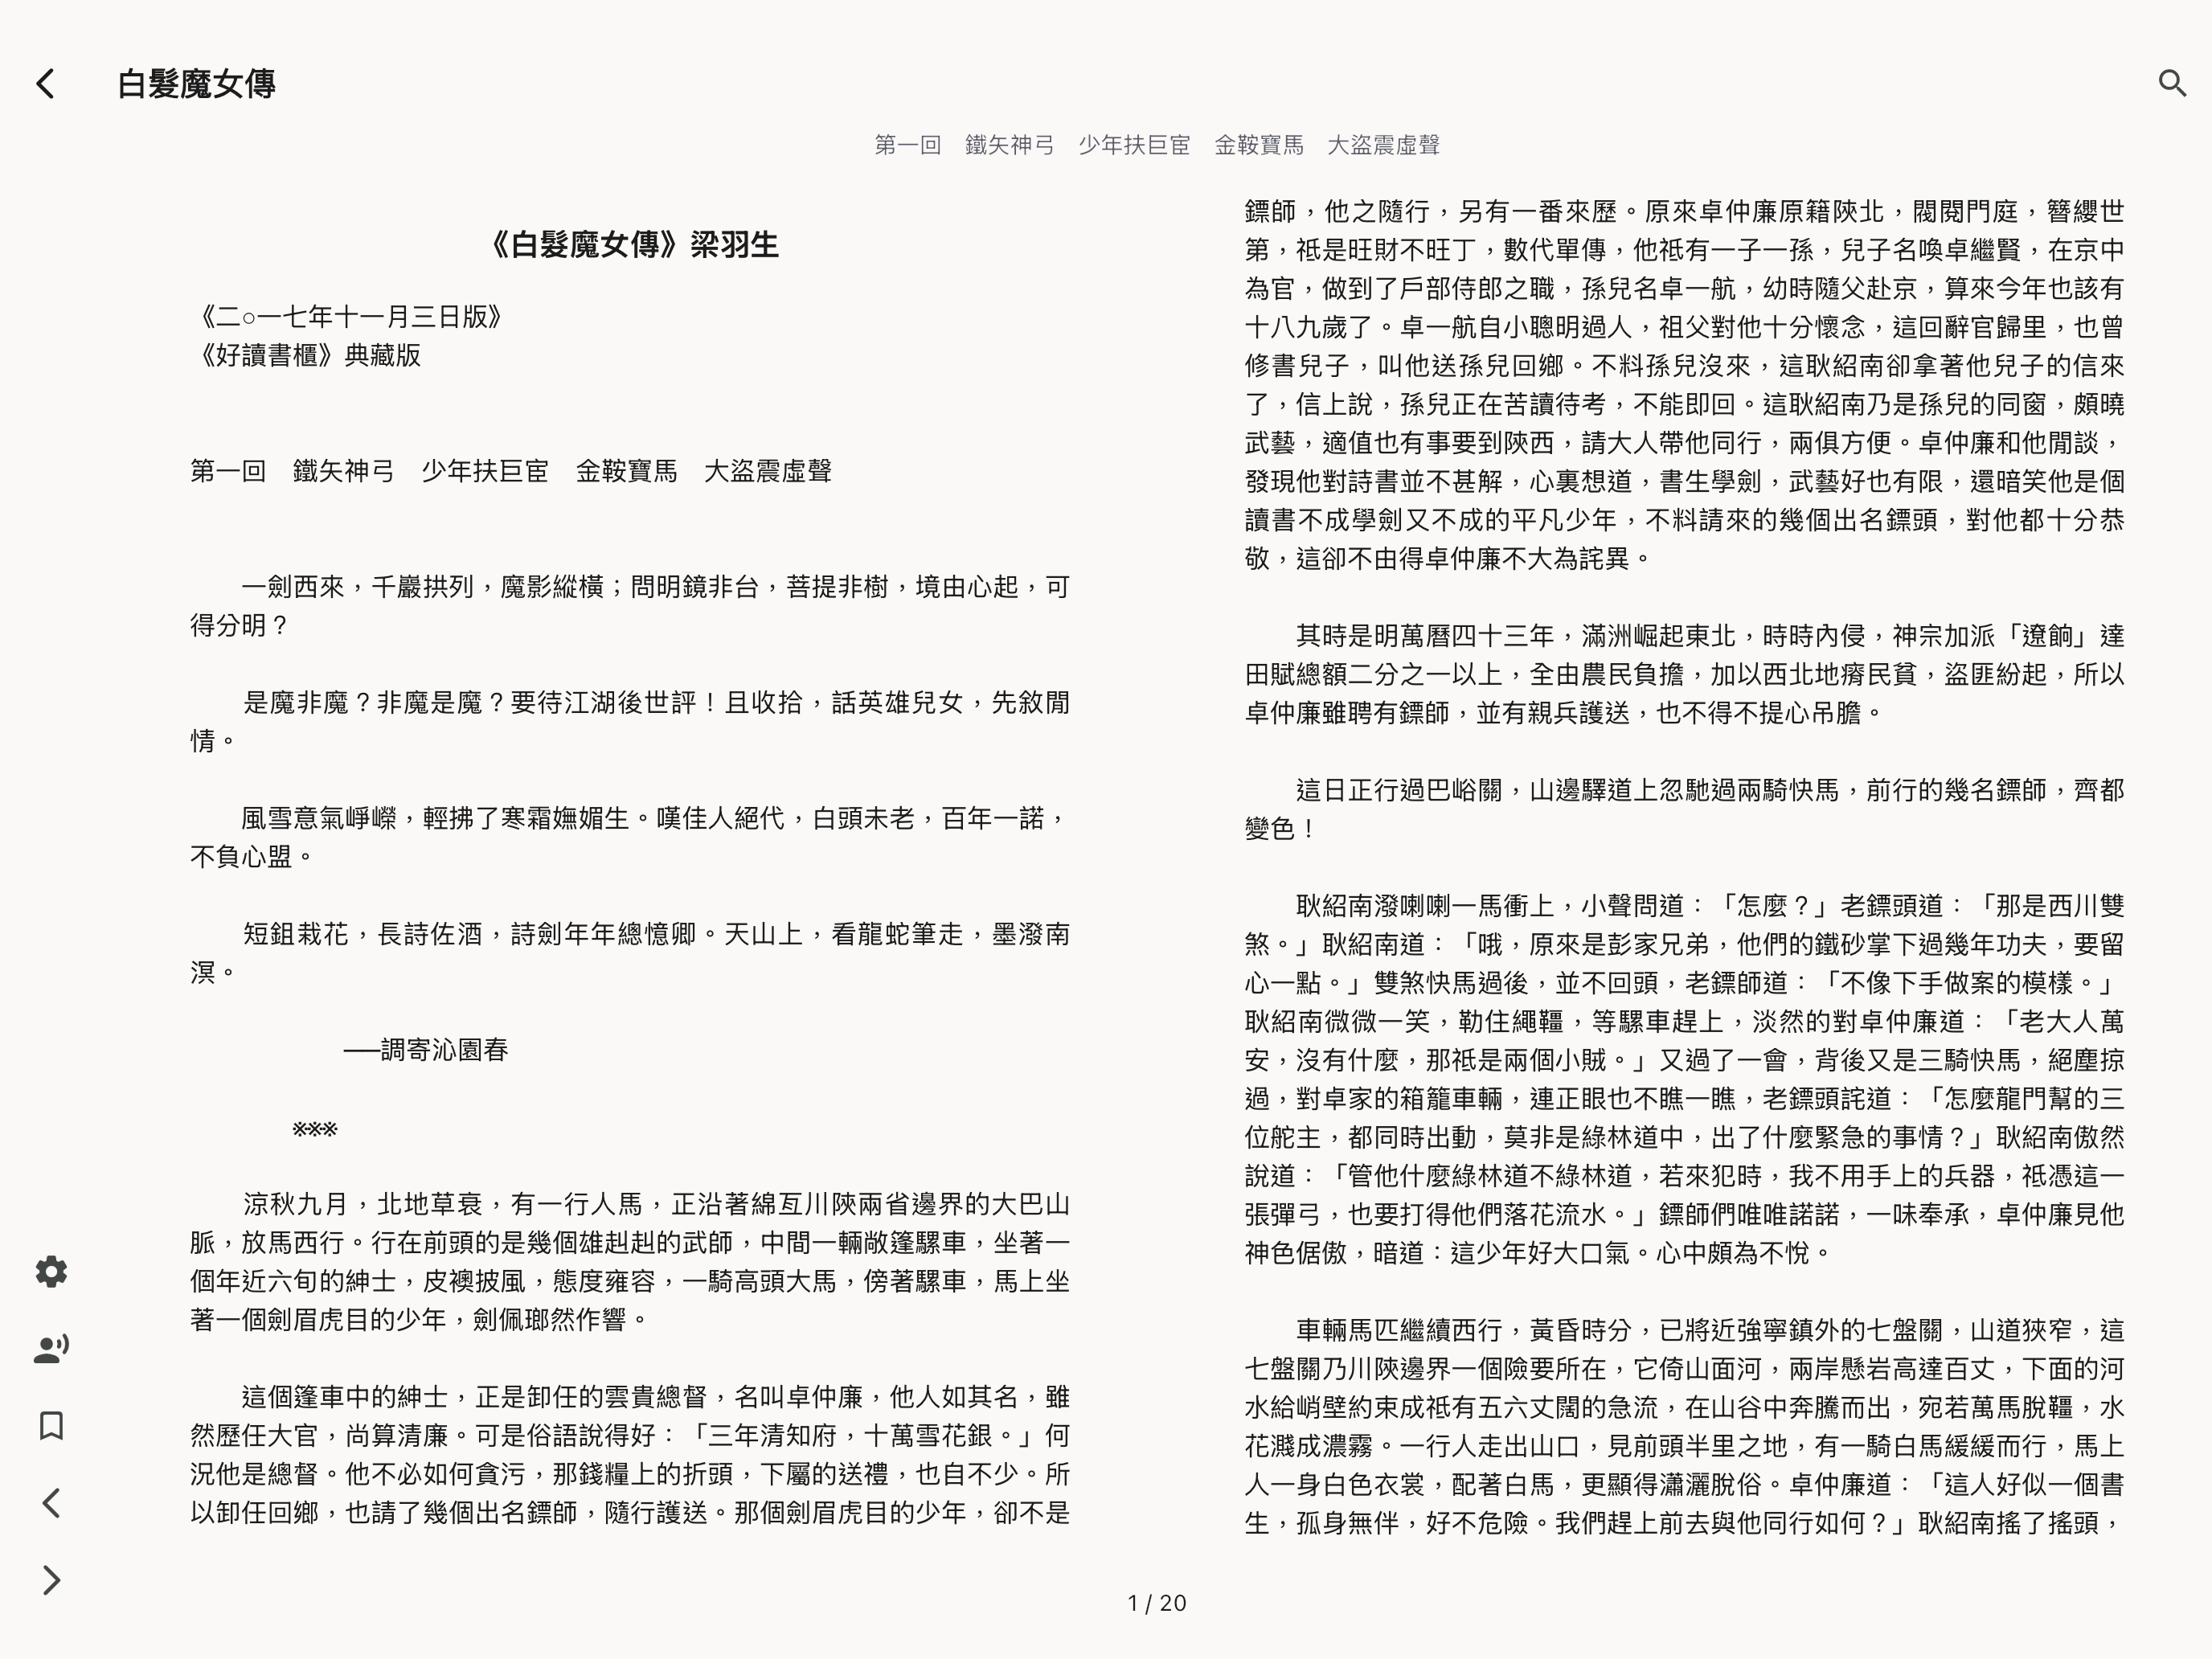 白髮魔女傳
第一回　鐵矢神弓　少年扶巨宦　金鞍寶馬　大盜震虛聲
《白髮魔女傳》梁羽生
《二○一七年十一月三日版》
《好讀書櫃》典藏版
第一回　鐵矢神弓　少年扶巨宦　金鞍寶馬　大盜震虛聲
一劍西來，千巖拱列，魔影縱橫；問明鏡非台，菩提非樹，境由心起，可
得分明？
是魔非魔？非魔是魔？要待江湖後世評！且收拾，話英雄兒女，先敘閒
情。
風雪意氣崢嶸，輕拂了寒霜嫵媚生。嘆佳人絕代，白頭未老，百年一諾，
不負心盟。
短鉏栽花，長詩佐酒，詩劍年年總憶卿。天山上，看龍蛇筆走，墨潑南
溟。
──調寄沁園春
※※※
涼秋九月，北地草衰，有一行人馬，正沿著綿亙川陝兩省邊界的大巴山
脈，放馬西行。行在前頭的是幾個雄赳赳的武師，中間一輛敞篷騾車，坐著一
個年近六旬的紳士，皮襖披風，態度雍容，一騎高頭大馬，傍著騾車，馬上坐
著一個劍眉虎目的少年，劍佩瑯然作響。
這個篷車中的紳士，正是卸任的雲貴總督，名叫卓仲廉，他人如其名，雖
然歷任大官，尚算清廉。可是俗語說得好：「三年清知府，十萬雪花銀。」何
況他是總督。他不必如何貪污，那錢糧上的折頭，下屬的送禮，也自不少。所
以卸任回鄉，也請了幾個出名鏢師，隨行護送。那個劍眉虎目的少年，卻不是
鏢師，他之隨行，另有一番來歷。原來卓仲廉原籍陝北，閥閱門庭，簪纓世
第，祗是旺財不旺丁，數代單傳，他祗有一子一孫，兒子名喚卓繼賢，在京中
為官，做到了戶部侍郎之職，孫兒名卓一航，幼時隨父赴京，算來今年也該有
十八九歲了。卓一航自小聰明過人，祖父對他十分懷念，這回辭官歸里，也曾
修書兒子，叫他送孫兒回鄉。不料孫兒沒來，這耿紹南卻拿著他兒子的信來
了，信上說，孫兒正在苦讀待考，不能即回。這耿紹南乃是孫兒的同窗，頗曉
武藝，適值也有事要到陝西，請大人帶他同行，兩俱方便。卓仲廉和他閒談，
發現他對詩書並不甚解，心裏想道，書生學劍，武藝好也有限，還暗笑他是個
讀書不成學劍又不成的平凡少年，不料請來的幾個出名鏢頭，對他都十分恭
敬，這卻不由得卓仲廉不大為詫異。
其時是明萬曆四十三年，滿洲崛起東北，時時內侵，神宗加派「遼餉」達
田賦總額二分之一以上，全由農民負擔，加以西北地瘠民貧，盜匪紛起，所以
卓仲廉雖聘有鏢師，並有親兵護送，也不得不提心吊膽。
這日正行過巴峪關，山邊驛道上忽馳過兩騎快馬，前行的幾名鏢師，齊都
變色！
耿紹南潑喇喇一馬衝上，小聲問道：「怎麼？」老鏢頭道：「那是西川雙
煞。」耿紹南道：「哦，原來是彭家兄弟，他們的鐵砂掌下過幾年功夫，要留
心一點。」雙煞快馬過後，並不回頭，老鏢師道：「不像下手做案的模樣。」
耿紹南微微一笑，勒住繩韁，等騾車趕上，淡然的對卓仲廉道：「老大人萬
安，沒有什麼，那祗是兩個小賊。」又過了一會，背後又是三騎快馬，絕塵掠
過，對卓家的箱籠車輛，連正眼也不瞧一瞧，老鏢頭詫道：「怎麼龍門幫的三
位舵主，都同時出動，莫非是綠林道中，出了什麼緊急的事情？」耿紹南傲然
說道：「管他什麼綠林道不綠林道，若來犯時，我不用手上的兵器，祗憑這一
張彈弓，也要打得他們落花流水。」鏢師們唯唯諾諾，一味奉承，卓仲廉見他
神色倨傲，暗道：這少年好大口氣。心中頗為不悅。
車輛馬匹繼續西行，黃昏時分，已將近強寧鎮外的七盤關，山道狹窄，這
七盤關乃川陝邊界一個險要所在，它倚山面河，兩岸懸岩高達百丈，下面的河
水給峭壁約束成祗有五六丈闊的急流，在山谷中奔騰而出，宛若萬馬脫韁，水
花濺成濃霧。一行人走出山口，見前頭半里之地，有一騎白馬緩緩而行，馬上
人一身白色衣裳，配著白馬，更顯得瀟灑脫俗。卓仲廉道：「這人好似一個書
生，孤身無伴，好不危險。我們趕上前去與他同行如何？」耿紹南搖了搖頭，
1 / 20